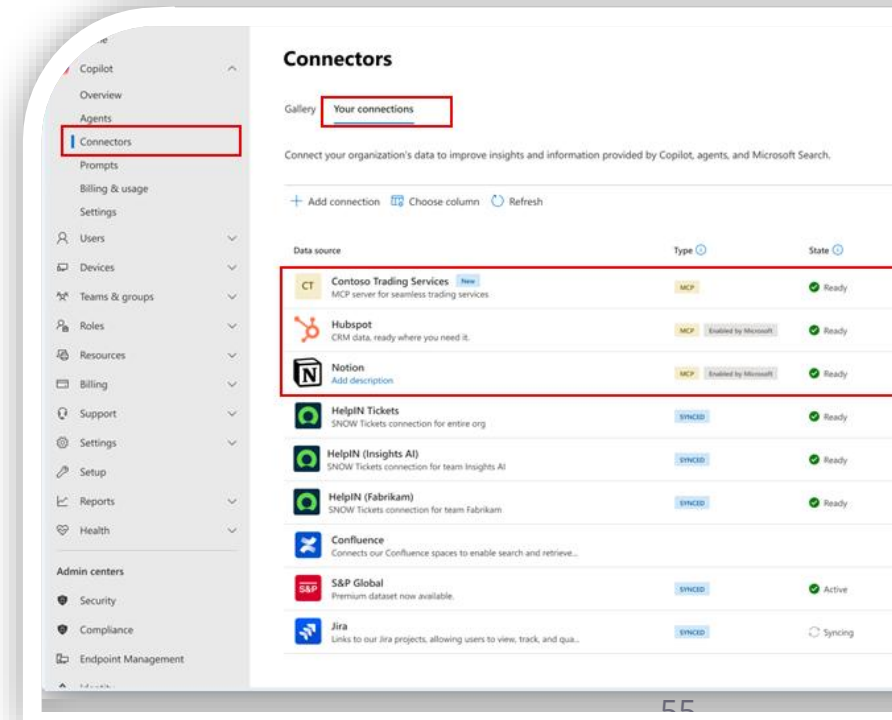 Copilot
Overview
Agents
Connectors
Prompts
Billing & usage
Settings
Users
Devices
Teams & groups
Roles
Resources
Billing
Support
Settings
Setup
Reports
Health
Admin centers
Security
Compliance
Endpoint Management
Connectors
Gallery Your connections
Connect your organization's data to improve insights and information provided by Copilot, agents, and Microsoft Search.
Add connection Choose column Refresh
Data source Type State
CT Contoso Trading Services New MCP Ready
MCP server for seamless trading services
Hubspot MCP Enabled by Microsoft Ready
CRM data, ready where you need it.
Notion MCP Enabled by Microsoft Ready
Add description
HelpIN Tickets SYNCED Ready
SNOW Tickets connection for entire org
HelpIN (Insights AI) SYNCED Ready
SNOW Tickets connection for team Insights AI
HelpIN (Fabrikam) SYNCED Ready
SNOW Tickets connection for team Fabrikam
Confluence
Connects our Confluence spaces to enable search and retrieve...
S&P S&P Global SYNCED Active
Premium dataset now available.
Jira SYNCED Syncing
Links to our Jira projects, allowing users to view, track, and qua...
55